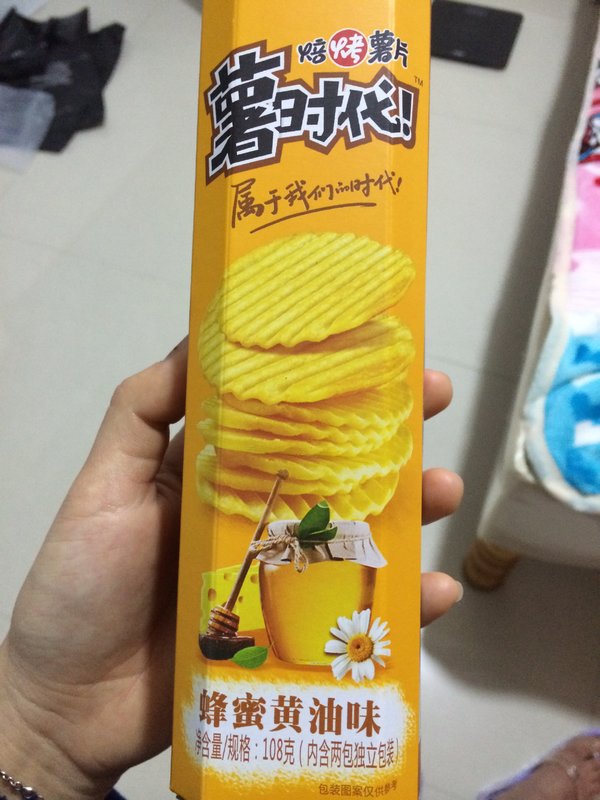 焙烤薯片
薯时代!™
属于我们的时代!
蜂蜜黄油味
净含量/规格:108克(内含两包独立包装)
包装图案仅供参考